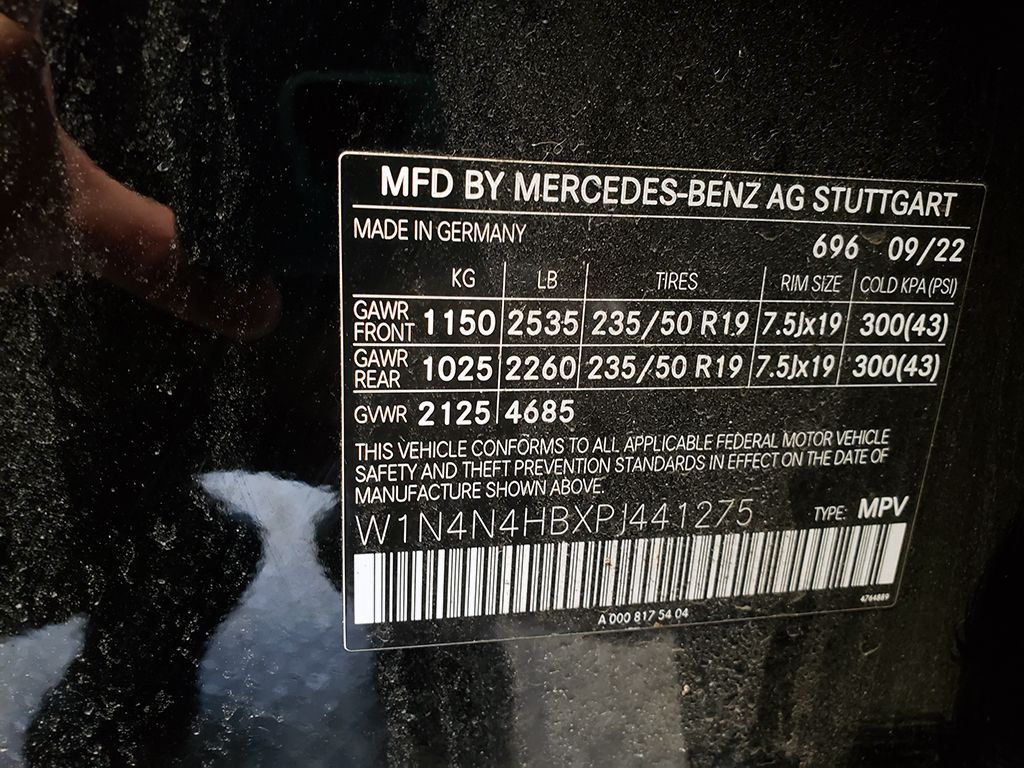 MFD BY MERCEDES-BENZ AG STUTTGART
MADE IN GERMANY 696 09/22
KG LB TIRES RIM SIZE COLD KPA (PSI)
GAWR FRONT 1150 2535 235/50 R19 7.5Jx19 300(43)
GAWR REAR 1025 2260 235/50 R19 7.5Jx19 300(43)
GVWR 2125 4685
THIS VEHICLE CONFORMS TO ALL APPLICABLE FEDERAL MOTOR VEHICLE
SAFETY AND THEFT PREVENTION STANDARDS IN EFFECT ON THE DATE OF
MANUFACTURE SHOWN ABOVE.
W1N4N4HBXPJ441275 TYPE: MPV
4764889
A 000 817 54 04